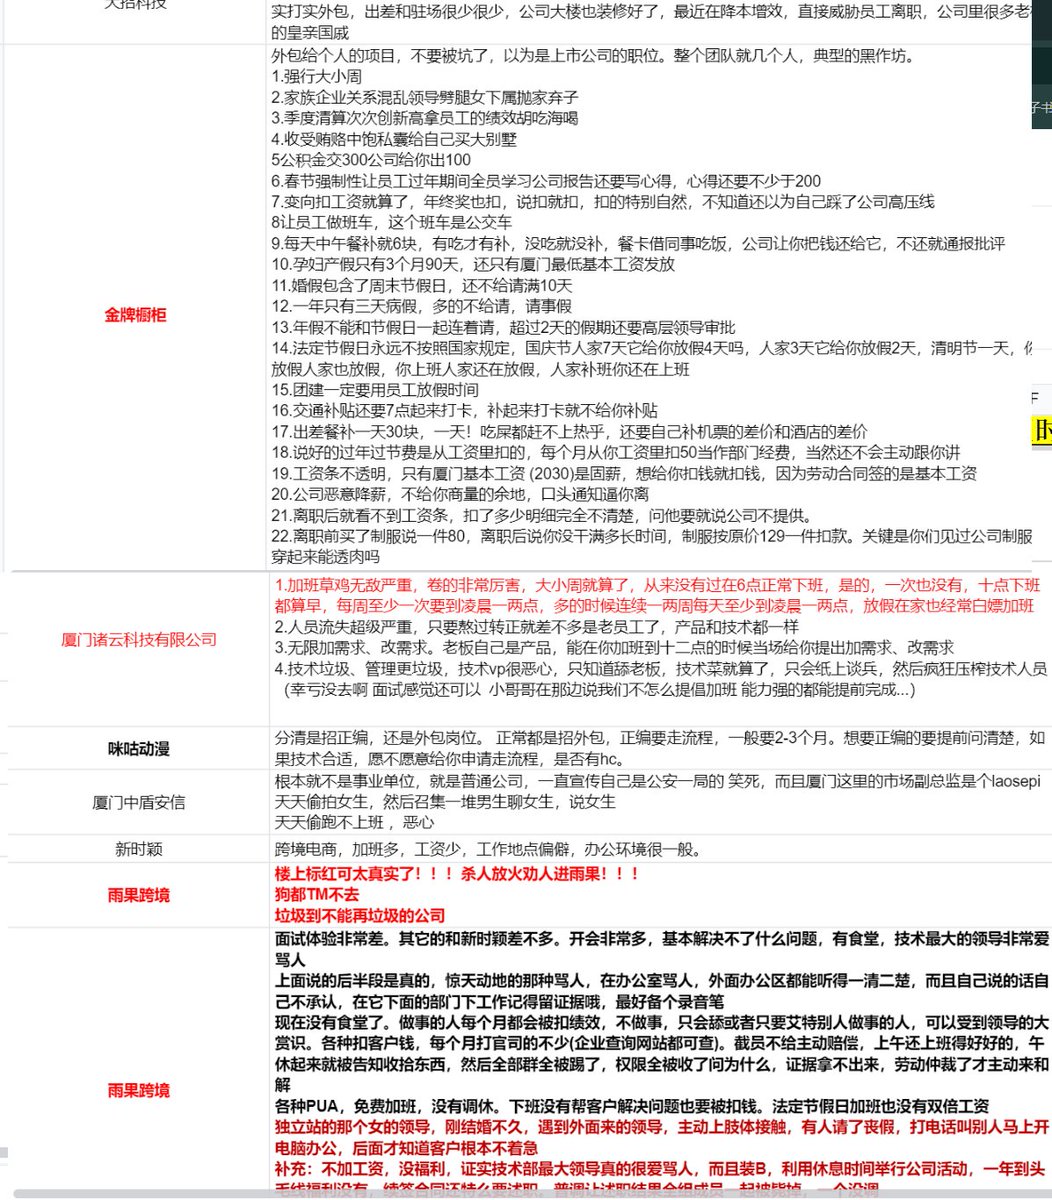 实打实外包，出差和驻场很少很少，公司大楼也装修好了，最近在降本增效，直接威胁员工离职，公司里很多老
的皇亲国戚
金牌橱柜
外包给个人的项目，不要被坑了，以为是上市公司的职位。整个团队就几个人，典型的黑作坊。
1.强行大小周
2.家族企业关系混乱领导劈腿女下属抛家弃子
3.季度清算次次创新高拿员工的绩效胡吃海喝
4.收受贿赂中饱私囊给自己买大别墅
5公积金交300公司给你出100
6.春节强制性让员工过年期间全员学习公司报告还要写心得，心得还要不少于200
7.变向扣工资就算了，年终奖也扣，说扣就扣，扣的特别自然，不知道还以为自己踩了公司高压线
8让员工做班车，这个班车是公交车
9.每天中午餐补就6块，有吃才有补，没吃就没补，餐卡借同事吃饭，公司让你把钱还给它，不还就通报批评
10.孕妇产假只有3个月90天，还只有厦门最低基本工资发放
11.婚假包含了周末节假日，还不给请满10天
12.一年只有三天病假，多的不给请，请事假
13.年假不能和节假日一起连着请，超过2天的假期还要高层领导审批
14.法定节假日永远不按照国家规定，国庆节人家7天它给你放假4天吗，人家3天它给你放假2天，清明节一天，你
放假人家也放假，你上班人家还在放假，人家补班你还在上班
15.团建一定要用员工放假时间
16.交通补贴还要7点起来打卡，补起来打卡就不给你补贴
17.出差餐补一天30块，一天！吃屎都赶不上热乎，还要自己补机票的差价和酒店的差价
18.说好的过年过节费是从工资里扣的，每个月从你工资里扣50当作部门经费，当然还不会主动跟你讲
19.工资条不透明，只有厦门基本工资 (2030)是固薪，想给你扣钱就扣钱，因为劳动合同签的是基本工资
20.公司恶意降薪，不给你商量的余地，口头通知逼你离
21.离职后就看不到工资条，扣了多少明细完全不清楚，问他要就说公司不提供。
22.离职前买了制服说一件80，离职后说你没干满多长时间，制服按原价129一件扣款。关键是你们见过公司制服
穿起来能透肉吗
厦门诸云科技有限公司
1.加班草鸡无敌严重，卷的非常厉害，大小周就算了，从来没有过在6点正常下班，是的，一次也没有，十点下班
都算早，每周至少一次要到凌晨一两点，多的时候连续一两周每天至少到凌晨一两点，放假在家也经常白嫖加班
2.人员流失超级严重，只要熬过转正就差不多是老员工了，产品和技术都一样
3.无限加需求、改需求。老板自己是产品，能在你加班到十二点的时候当场给你提出加需求、改需求
4.技术垃圾、管理更垃圾，技术vp很恶心，只知道舔老板，技术菜就算了，只会纸上谈兵，然后疯狂压榨技术人员
（幸亏没去啊 面试感觉还可以 小哥哥在那边说我们不怎么提倡加班 能力强的都能提前完成...）
咪咕动漫
分清是招正编，还是外包岗位。 正常都是招外包，正编要走流程，一般要2-3个月。想要正编的要提前问清楚，如
果技术合适，愿不愿意给你申请走流程，是否有hc。
厦门中盾安信
根本就不是事业单位，就是普通公司，一直宣传自己是公安一局的 笑死，而且厦门这里的市场副总监是个laosepi
天天偷拍女生，然后召集一堆男生聊女生，说女生
天天偷跑不上班 ，恶心
新时颖
跨境电商，加班多，工资少，工作地点偏僻，办公环境很一般。
雨果跨境
楼上标红可太真实了！！！杀人放火劝人进雨果！！！
狗都TM不去
垃圾到不能再垃圾的公司
雨果跨境
面试体验非常差。其它的和新时颖差不多。开会非常多，基本解决不了什么问题，有食堂，技术最大的领导非常爱
骂人
上面说的后半段是真的，惊天动地的那种骂人，在办公室骂人，外面办公区都能听得一清二楚，而且自己说的话自
己不承认，在它下面的部门下工作记得留证据哦，最好备个录音笔
现在没有食堂了。做事的人每个月都会被扣绩效，不做事，只会舔或者只要艾特别人做事的人，可以受到领导的大
赏识。各种扣客户钱，每个月打官司的不少(企业查询网站都可查)。截员不给主动赔偿，上午还上班得好好的，午
休起来就被告知收拾东西，然后全部群全被踢了，权限全被收了问为什么，证据拿不出来，劳动仲裁了才主动来和
解
各种PUA，免费加班，没有调休。下班没有帮客户解决问题也要被扣钱。法定节假日加班也没有双倍工资
独立站的那个女的领导，刚结婚不久，遇到外面来的领导，主动上肢体接触，有人请了丧假，打电话叫别人马上开
电脑办公，后面才知道客户根本不着急
补充：不加工资，没福利，证实技术部最大领导真的很爱骂人，而且装B，利用休息时间举行公司活动，一年到头